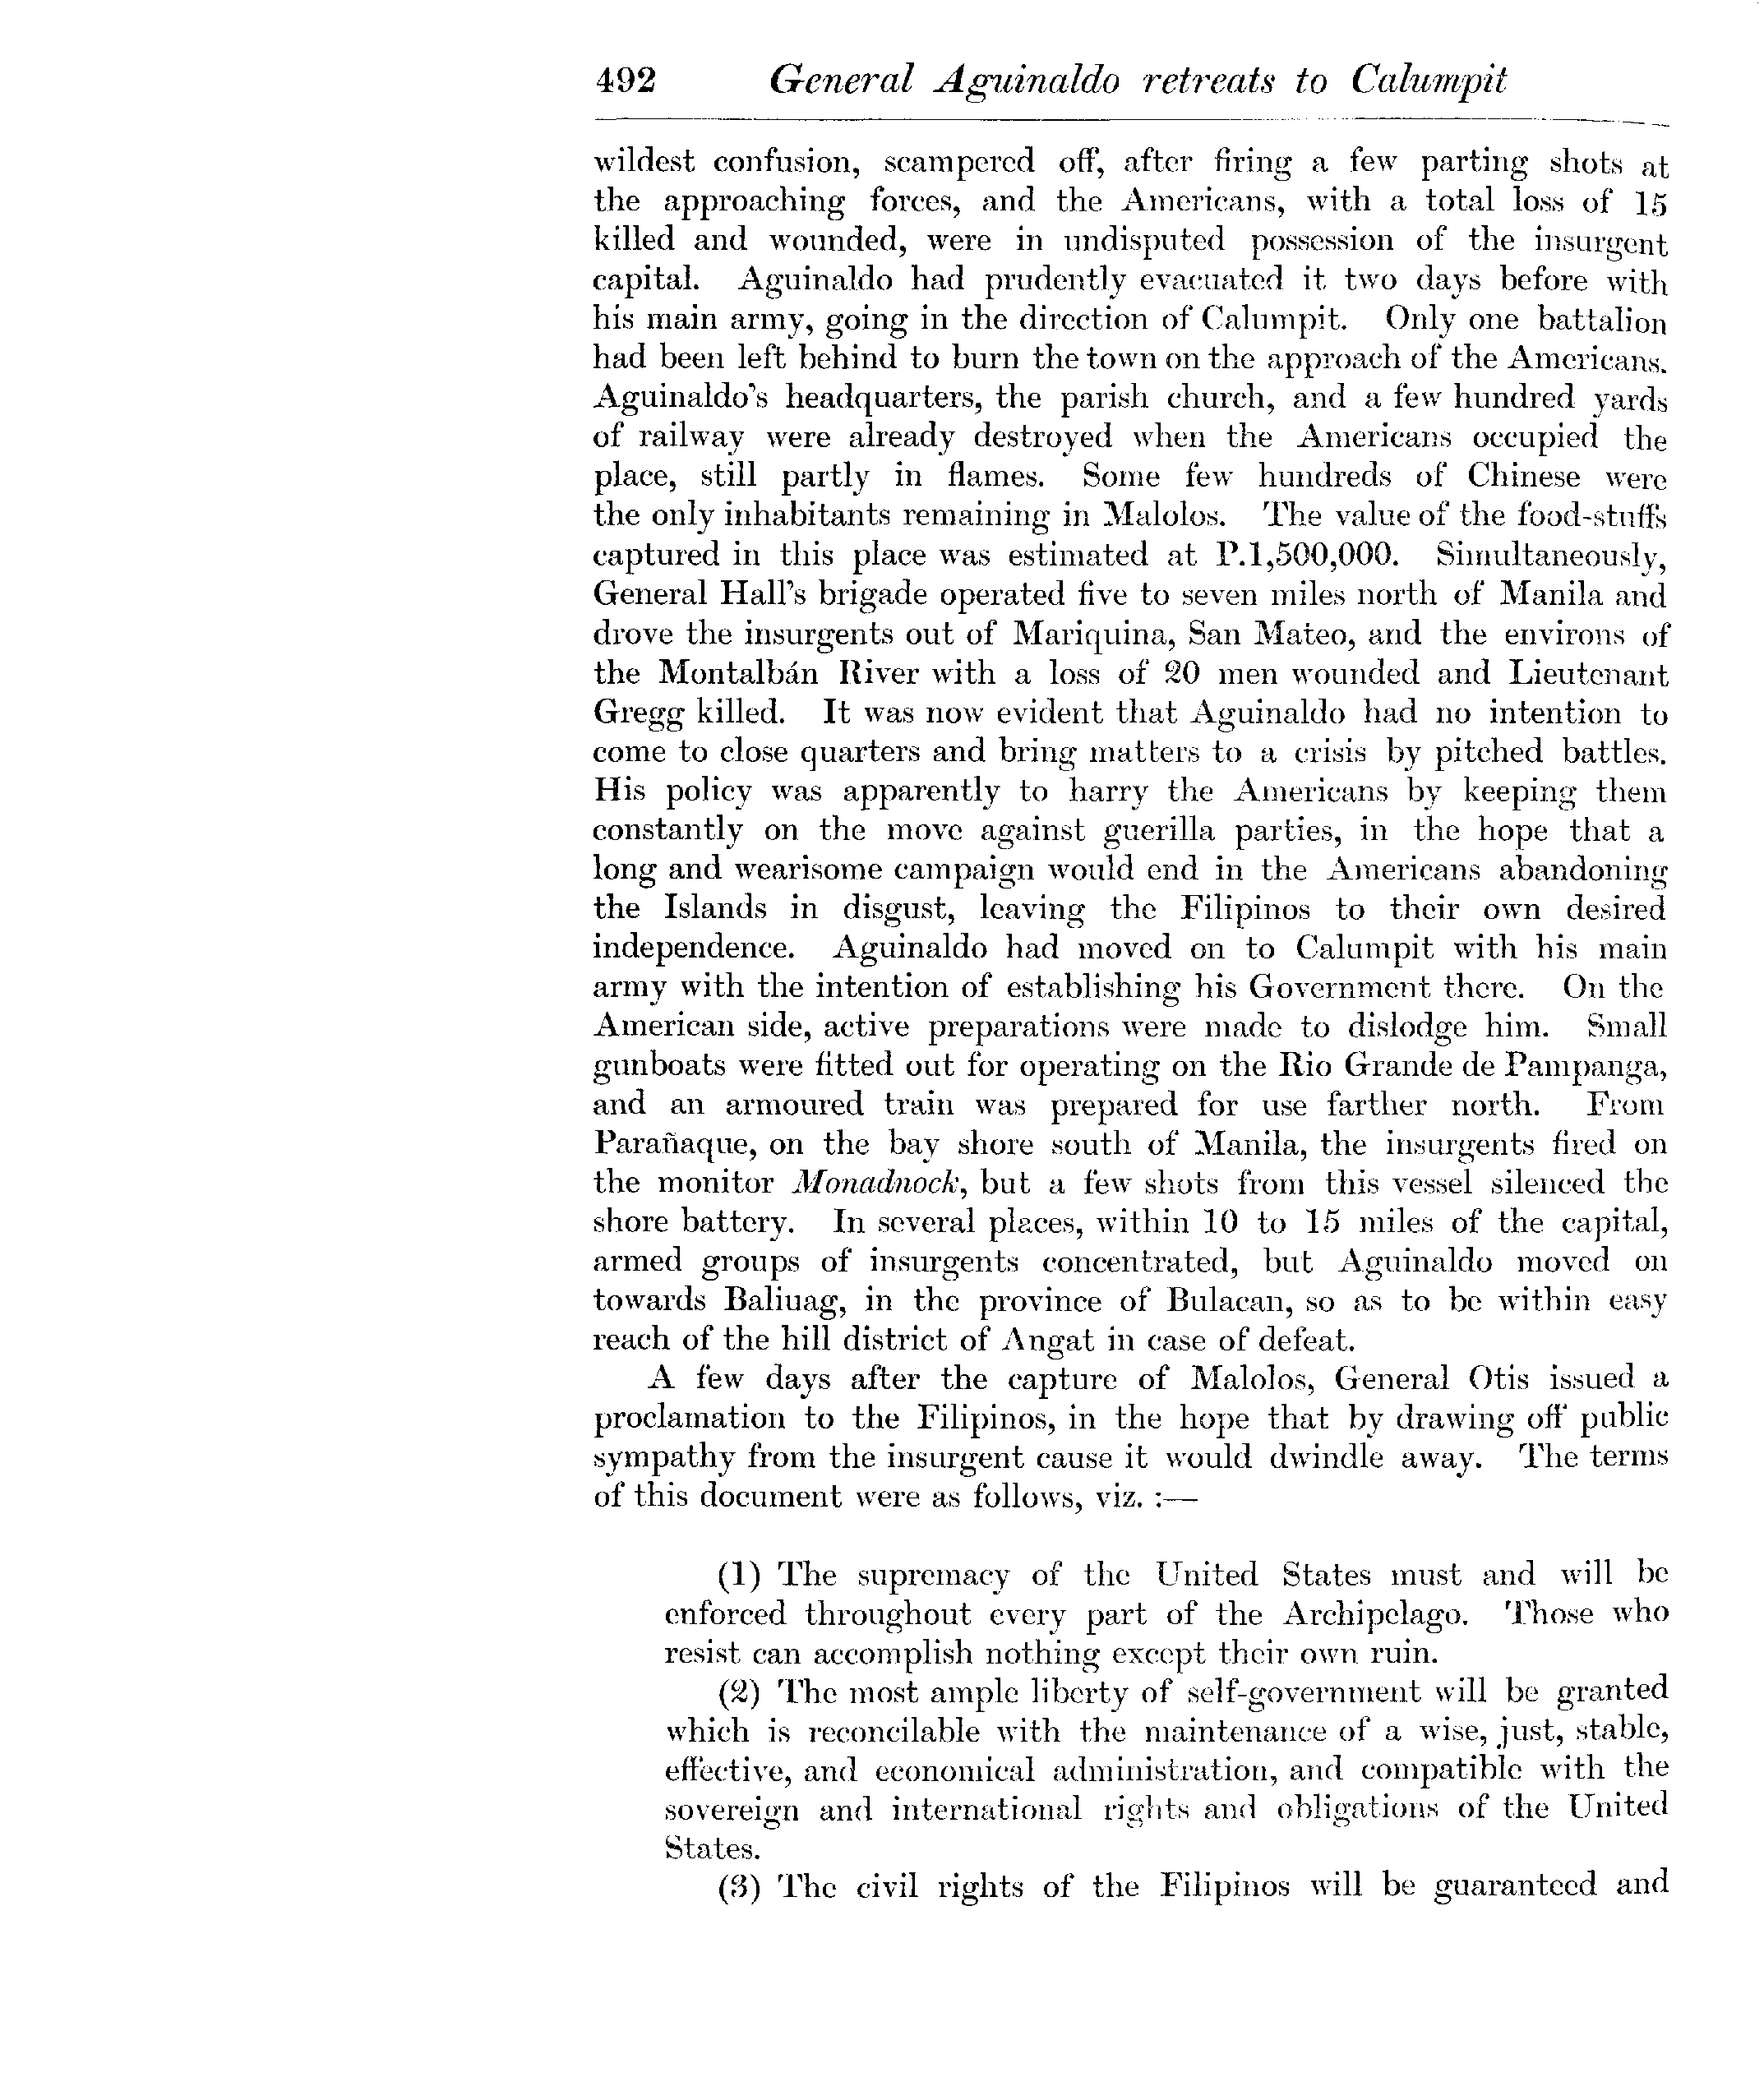 492 General Aguinaldo retreats to Calumpit
wildest confusion, scampered off, after firing a few parting shots at
the approaching forces, and the Americans, with a total loss of 15
killed and wounded, were in undisputed possession of the insurgent
capital. Aguinaldo had prudently evacuated it two days before with
his main army, going in the direction of Calumpit. Only one battalion
had been left behind to burn the town on the approach of the Americans.
Aguinaldo's headquarters, the parish church, and a few hundred yards
of railway were already destroyed when the Americans occupied the
place, still partly in flames. Some few hundreds of Chinese were
the only inhabitants remaining in Malolos. The value of the food-stuffs
captured in this place was estimated at P.1,500,000. Simultaneously,
General Hall's brigade operated five to seven miles north of Manila and
drove the insurgents out of Mariquina, San Mateo, and the environs of
the Montalbán River with a loss of 20 men wounded and Lieutenant
Gregg killed. It was now evident that Aguinaldo had no intention to
come to close quarters and bring matters to a crisis by pitched battles.
His policy was apparently to harry the Americans by keeping them
constantly on the move against guerilla parties, in the hope that a
long and wearisome campaign would end in the Americans abandoning
the Islands in disgust, leaving the Filipinos to their own desired
independence. Aguinaldo had moved on to Calumpit with his main
army with the intention of establishing his Government there. On the
American side, active preparations were made to dislodge him. Small
gunboats were fitted out for operating on the Rio Grande de Pampanga,
and an armoured train was prepared for use farther north. From
Parañaque, on the bay shore south of Manila, the insurgents fired on
the monitor Monadnock, but a few shots from this vessel silenced the
shore battery. In several places, within 10 to 15 miles of the capital,
armed groups of insurgents concentrated, but Aguinaldo moved on
towards Baliuag, in the province of Bulacan, so as to be within easy
reach of the hill district of Angat in case of defeat.
A few days after the capture of Malolos, General Otis issued a
proclamation to the Filipinos, in the hope that by drawing off public
sympathy from the insurgent cause it would dwindle away. The terms
of this document were as follows, viz. :—
(1) The supremacy of the United States must and will be
enforced throughout every part of the Archipelago. Those who
resist can accomplish nothing except their own ruin.
(2) The most ample liberty of self-government will be granted
which is reconcilable with the maintenance of a wise, just, stable,
effective, and economical administration, and compatible with the
sovereign and international rights and obligations of the United
States.
(3) The civil rights of the Filipinos will be guaranteed and